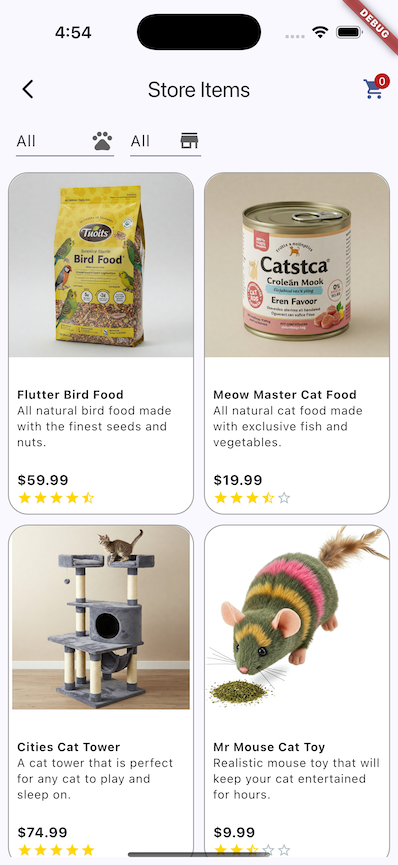 4:54
DEBUG
Store Items
0
All
All
Tuoits
Bird Food
Catstca
Croleān Mook
Eren Favoor
0%
Flutter Bird Food
All natural bird food made
with the finest seeds and
nuts.
$59.99
Meow Master Cat Food
All natural cat food made
with exclusive fish and
vegetables.
$19.99
Cities Cat Tower
A cat tower that is perfect
for any cat to play and
sleep on.
$74.99
Mr Mouse Cat Toy
Realistic mouse toy that will
keep your cat entertained
for hours.
$9.99